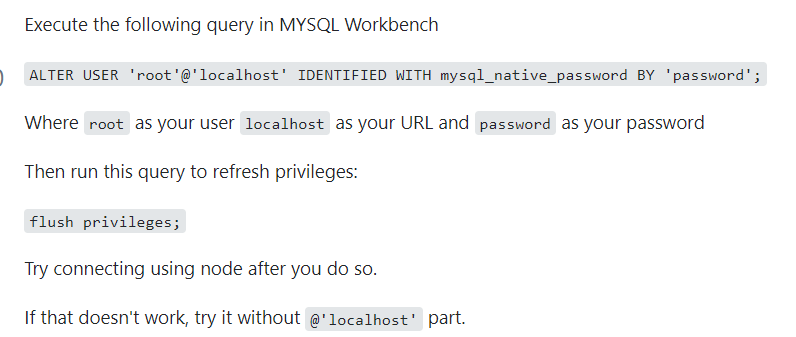 Execute the following query in MYSQL Workbench
ALTER USER 'root'@'localhost' IDENTIFIED WITH mysql_native_password BY 'password';
Where root as your user localhost as your URL and password as your password
Then run this query to refresh privileges:
flush privileges;
Try connecting using node after you do so.
If that doesn't work, try it without @'localhost' part.